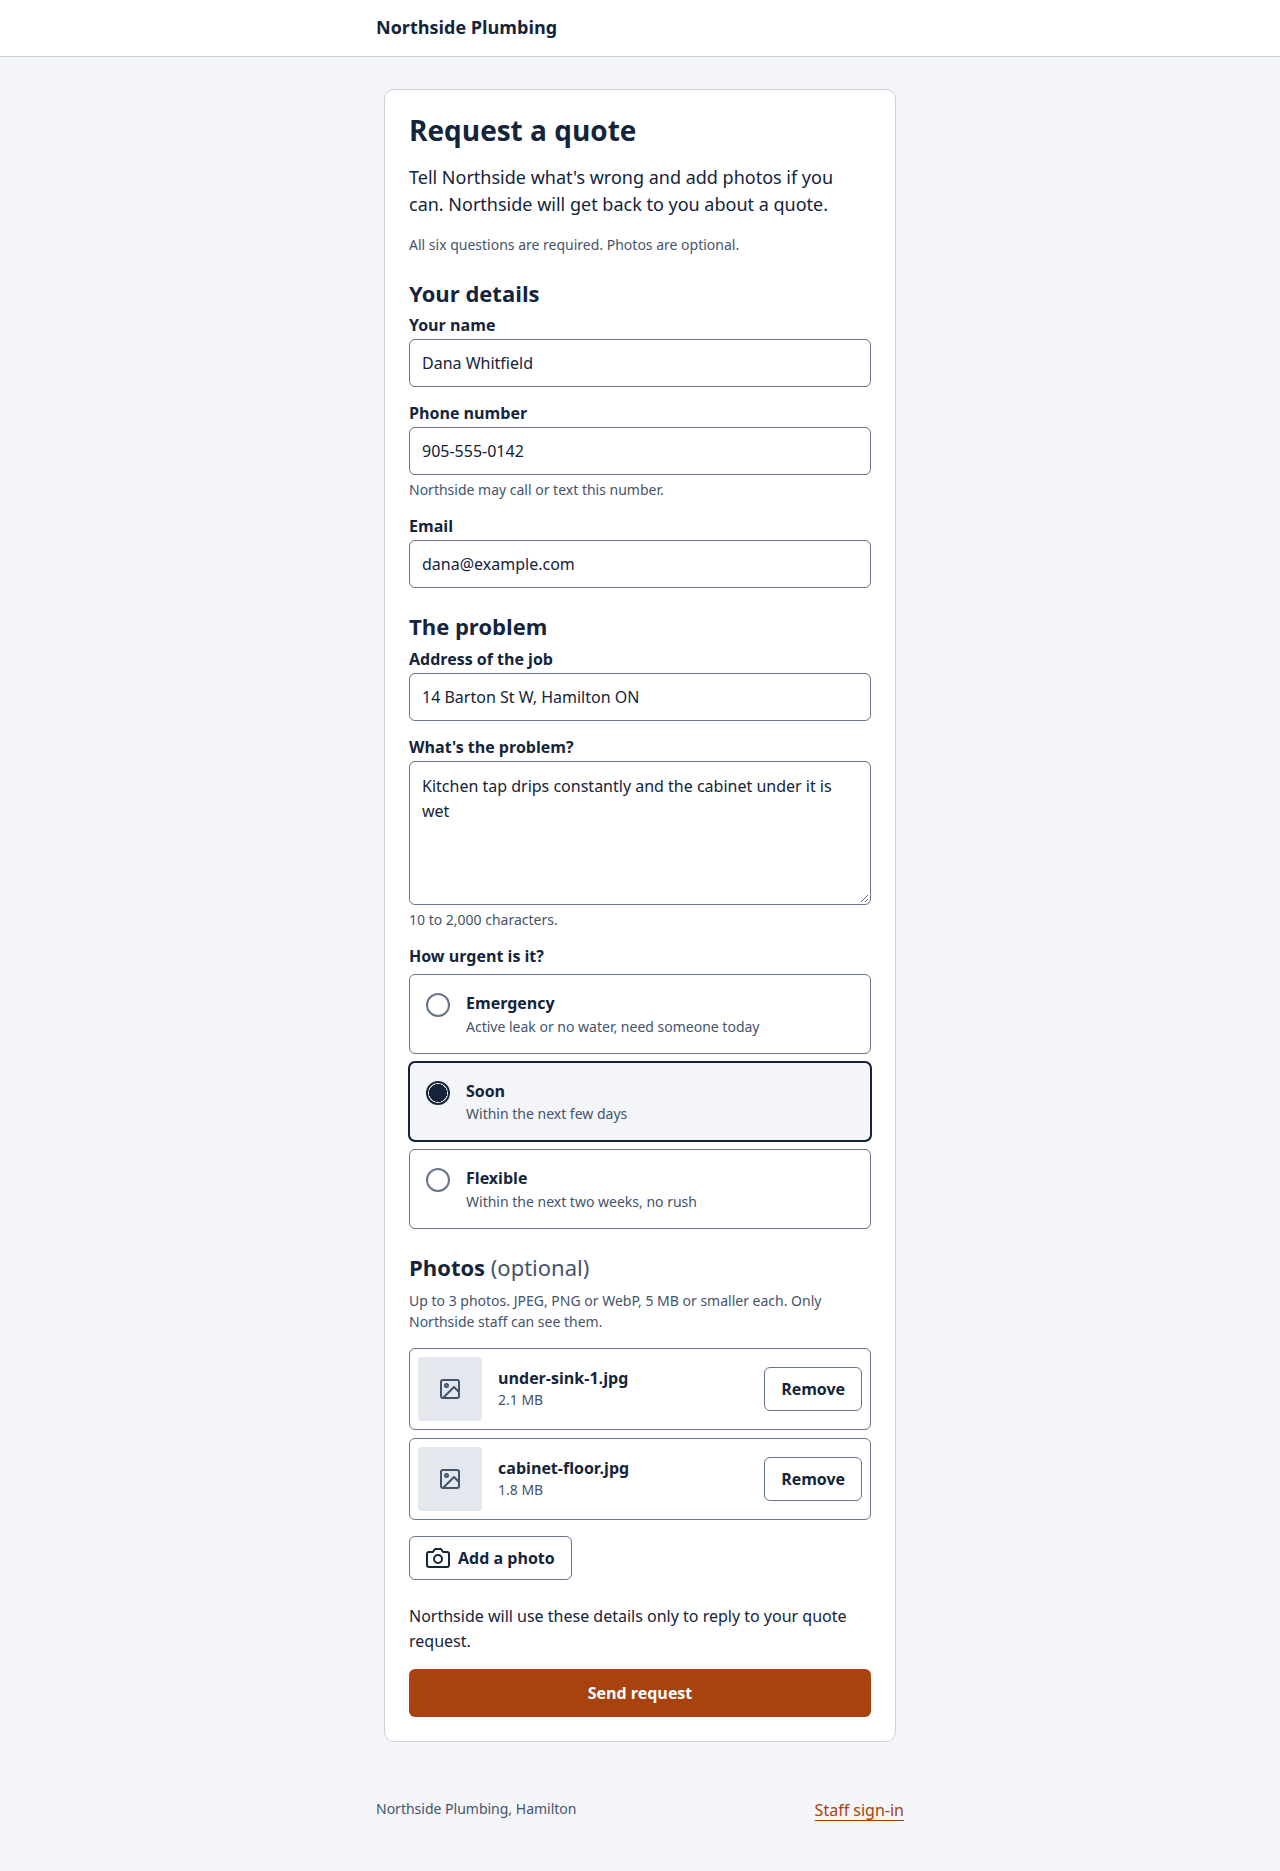 Northside Plumbing
Request a quote
Tell Northside what's wrong and add photos if you
can. Northside will get back to you about a quote.
All six questions are required. Photos are optional.
Your details
Your name
Dana Whitfield
Phone number
905-555-0142
Northside may call or text this number.
Email
dana@example.com
The problem
Address of the job
14 Barton St W, Hamilton ON
What's the problem?
Kitchen tap drips constantly and the cabinet under it is
wet
10 to 2,000 characters.
How urgent is it?
Emergency
Active leak or no water, need someone today
Soon
Within the next few days
Flexible
Within the next two weeks, no rush
Photos (optional)
Up to 3 photos. JPEG, PNG or WebP, 5 MB or smaller each. Only
Northside staff can see them.
under-sink-1.jpg
2.1 MB
Remove
cabinet-floor.jpg
1.8 MB
Remove
Add a photo
Northside will use these details only to reply to your quote
request.
Send request
Northside Plumbing, Hamilton
Staff sign-in